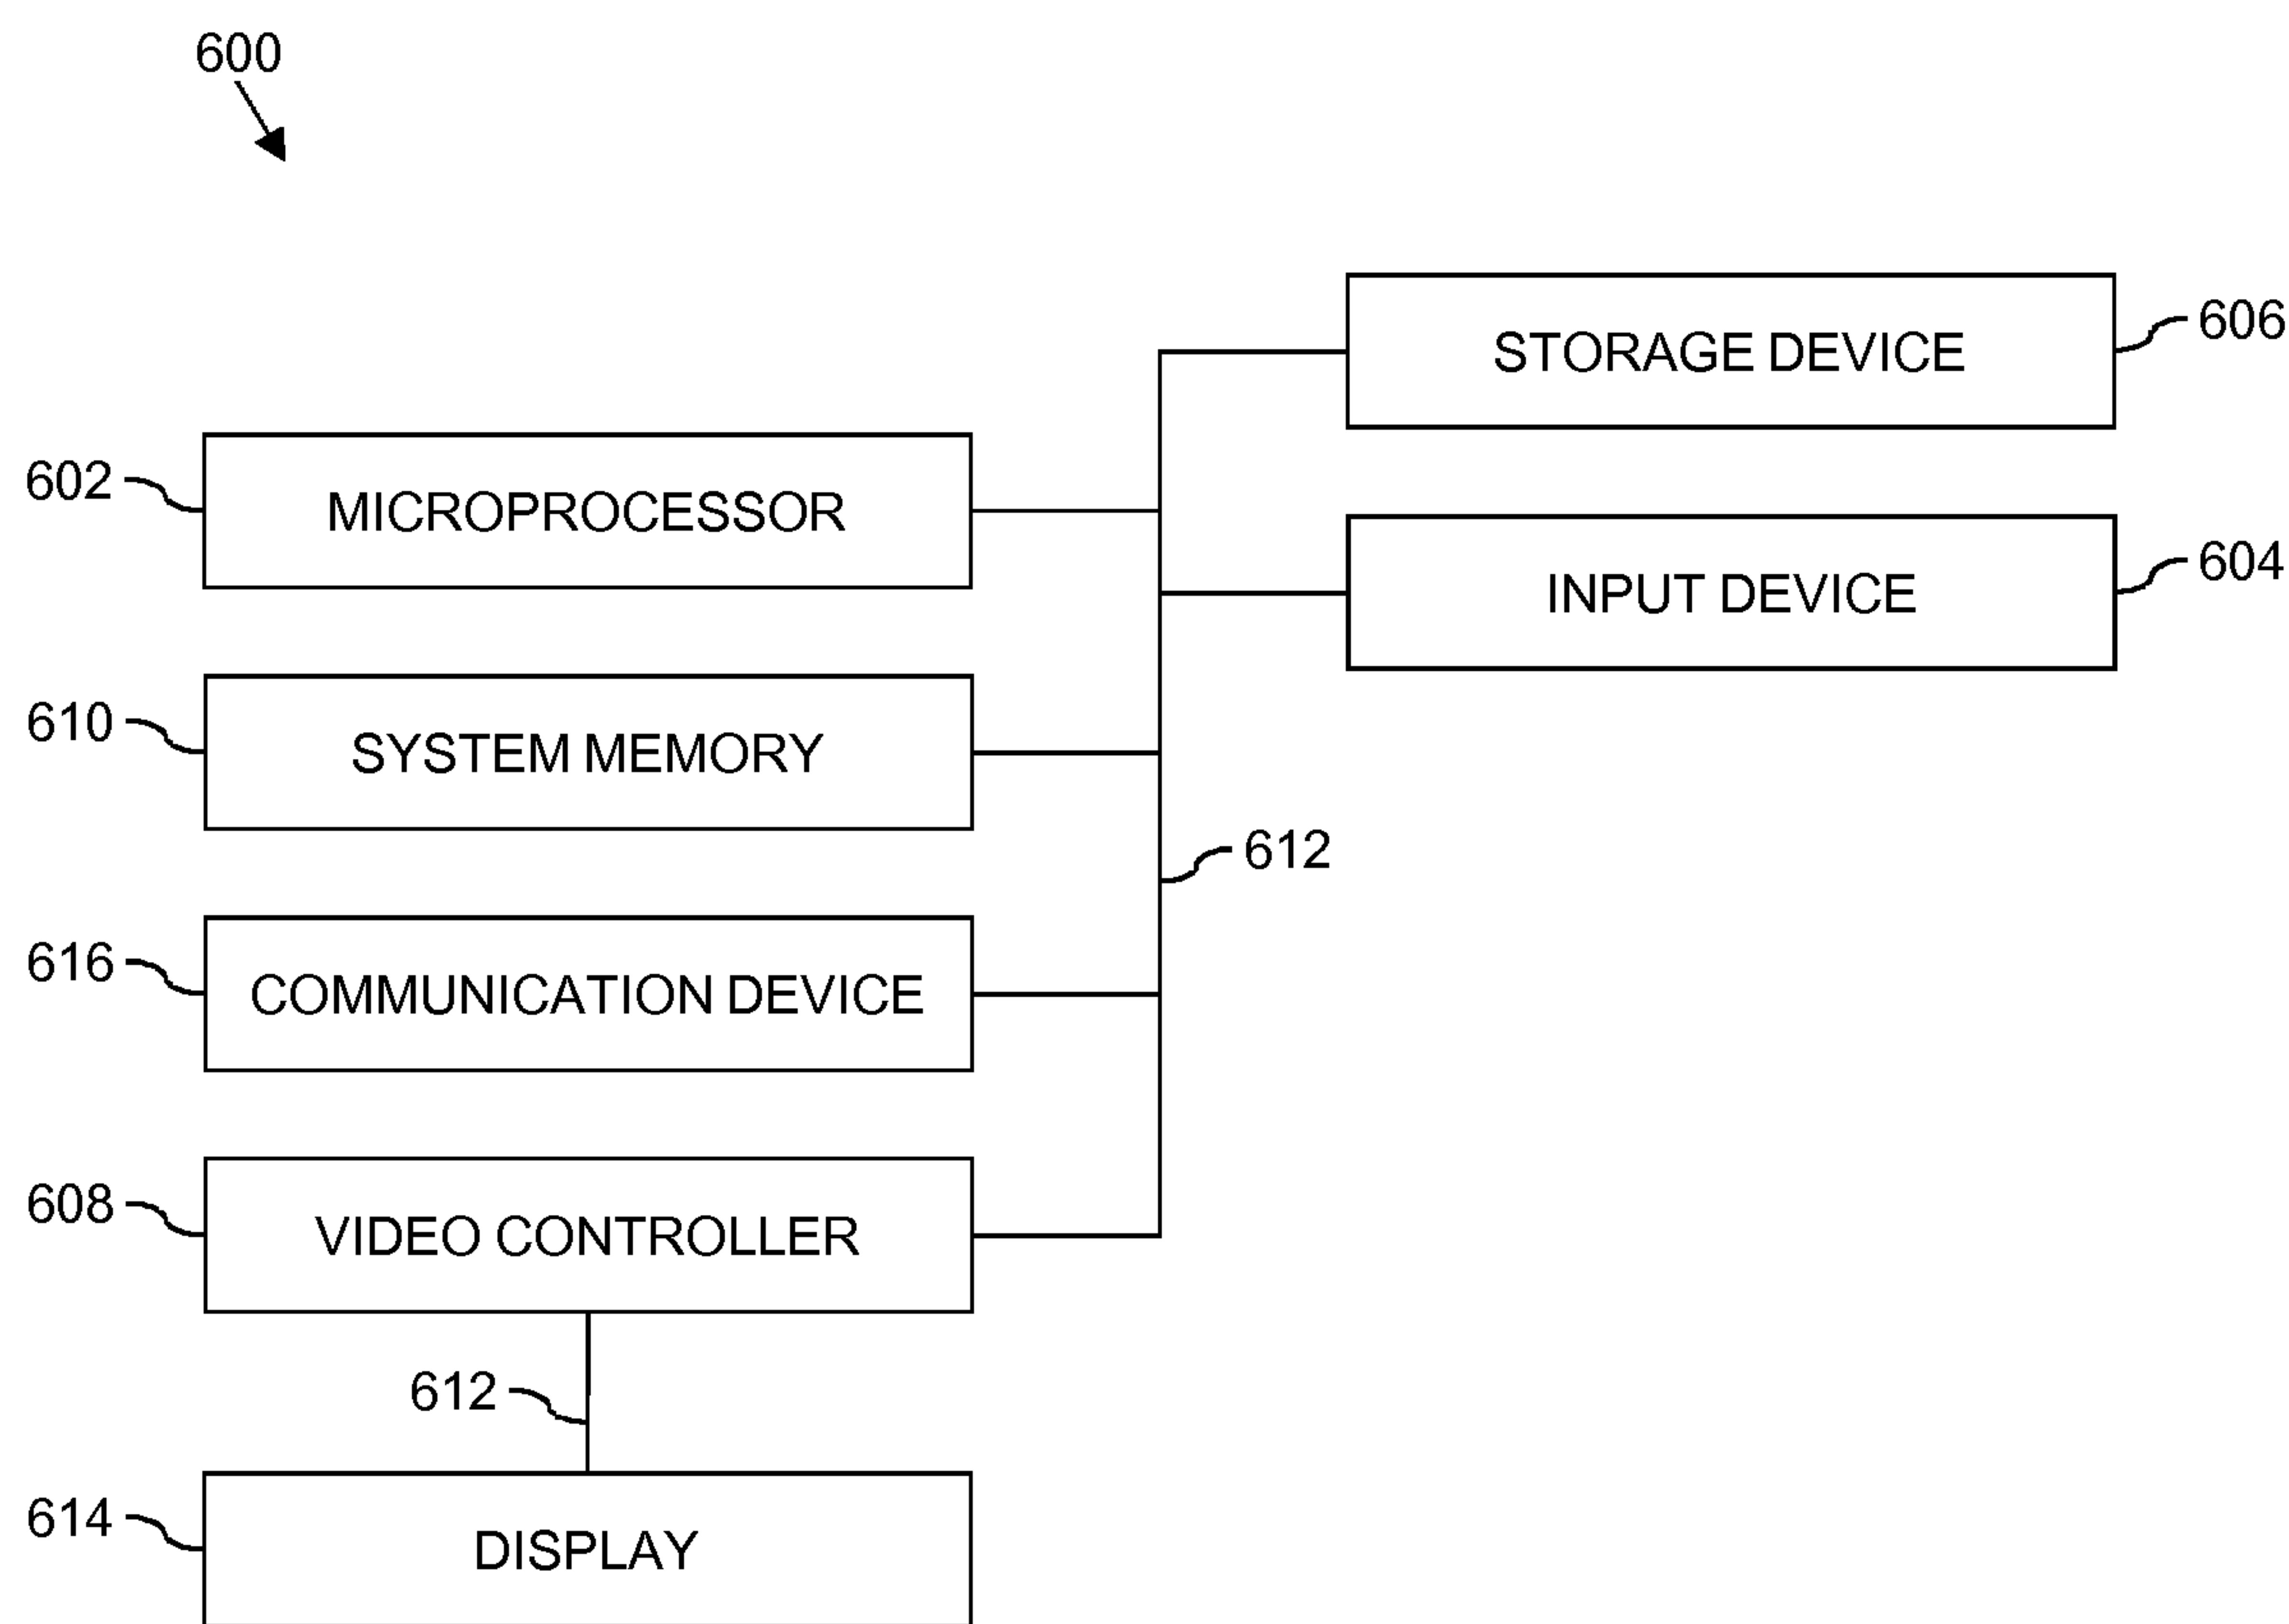 600
STORAGE DEVICE
606
602
MICROPROCESSOR
INPUT DEVICE
604
610
SYSTEM MEMORY
612
616
COMMUNICATION DEVICE
608
VIDEO CONTROLLER
612
614
DISPLAY